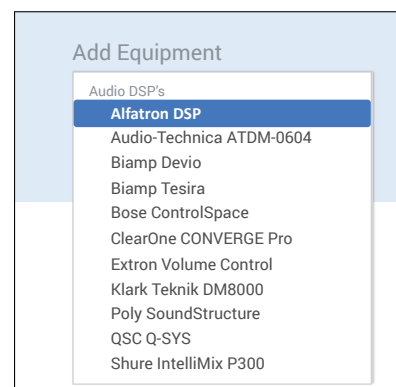 Add Equipment
Audio DSP's
Alfatron DSP
Audio-Technica ATDM-0604
Biamp Devio
Biamp Tesira
Bose ControlSpace
ClearOne CONVERGE Pro
Extron Volume Control
Klark Teknik DM8000
Poly SoundStructure
QSC Q-SYS
Shure IntelliMix P300